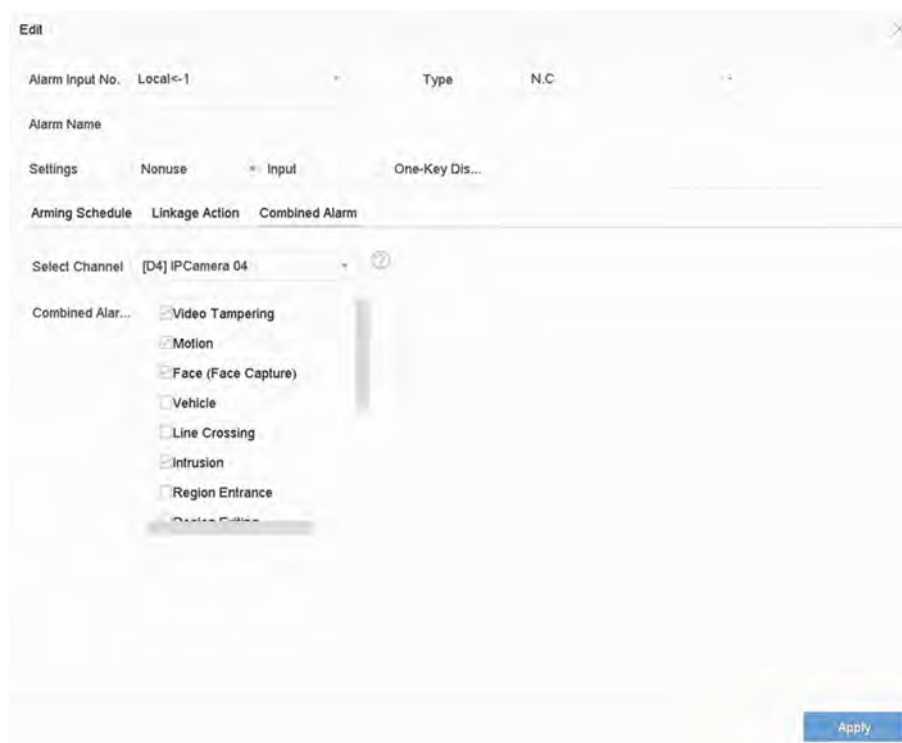 Edit
Alarm Input No. Local<-1 Type N.C
Alarm Name
Settings Nonuse Input One-Key Dis...
Arming Schedule Linkage Action Combined Alarm
Select Channel [D4] IPCamera 04
Combined Alar... Video Tampering
Motion
Face (Face Capture)
Vehicle
Line Crossing
Intrusion
Region Entrance
Region Exiting
Apply